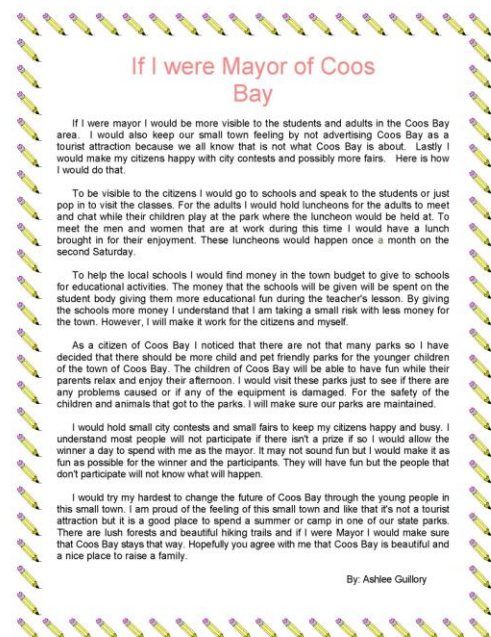 If I were Mayor of Coos
Bay
If I were mayor I would be more visible to the students and adults in the Coos Bay
area. I would also keep our small town feeling by not advertising Coos Bay as a
tourist attraction because we all know that is not what Coos Bay is about. Lastly I
would make my citizens happy with city contests and possibly more fairs. Here is how
I would do that.
To be visible to the citizens I would go to schools and speak to the students or just
pop in to visit the classes. For the adults I would hold luncheons for the adults to meet
and chat while their children play at the park where the luncheon would be held at. To
meet the men and women that are at work during this time I would have a lunch
brought in for their enjoyment. These luncheons would happen once a month on the
second Saturday.
To help the local schools I would find money in the town budget to give to schools
for educational activities. The money that the schools will be given will be spent on the
student body giving them more educational fun during the teacher's lesson. By giving
the schools more money I understand that I am taking a small risk with less money for
the town. However, I will make it work for the citizens and myself.
As a citizen of Coos Bay I noticed that there are not that many parks so I have
decided that there should be more child and pet friendly parks for the younger children
of the town of Coos Bay. The children of Coos Bay will be able to have fun while their
parents relax and enjoy their afternoon. I would visit these parks just to see if there are
any problems caused or if any of the equipment is damaged. For the safety of the
children and animals that got to the parks. I will make sure our parks are maintained.
I would hold small city contests and small fairs to keep my citizens happy and busy. I
understand most people will not participate if there isn't a prize if so I would allow the
winner a day to spend with me as the mayor. It may not sound fun but I would make it as
fun as possible for the winner and the participants. They will have fun but the people that
don't participate will not know what will happen.
I would try my hardest to change the future of Coos Bay through the young people in
this small town. I am proud of the feeling of this small town and like that it's not a tourist
attraction but it is a good place to spend a summer or camp in one of our state parks.
There are lush forests and beautiful hiking trails and if I were Mayor I would make sure
that Coos Bay stays that way. Hopefully you agree with me that Coos Bay is beautiful and
a nice place to raise a family.
By: Ashlee Guillory